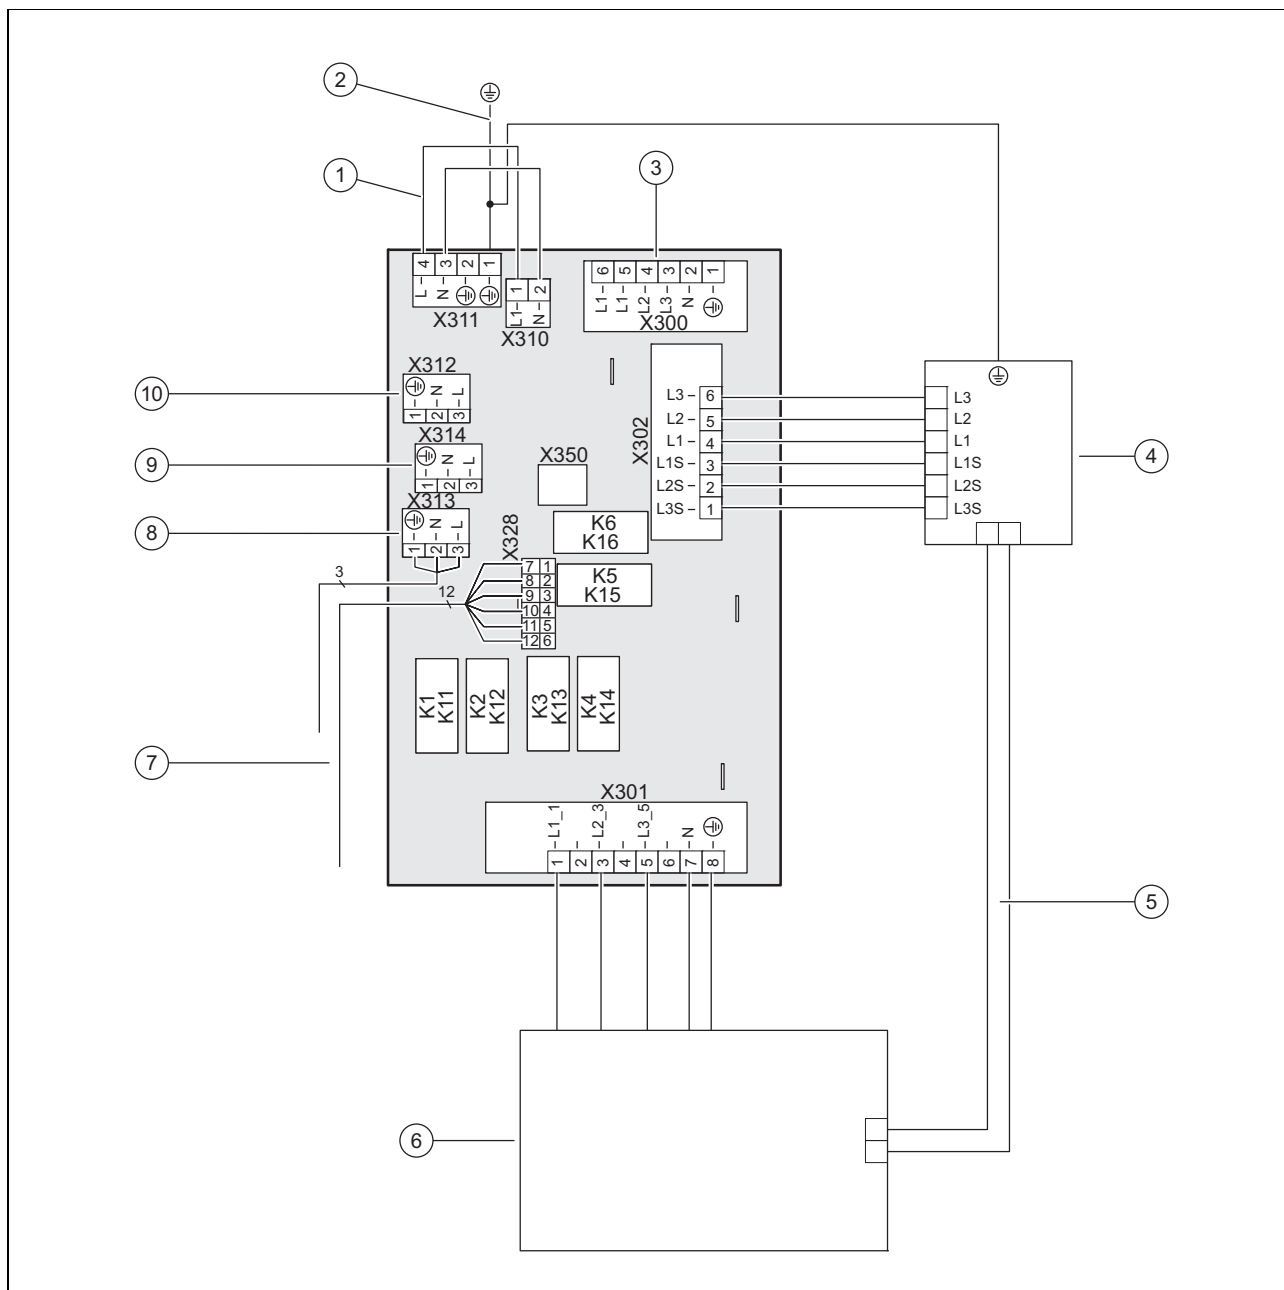 2
1
3
4 3 2 1
L N
X311
1 2
L1 N
X310
6 5 4 3 2 1
L1 L1 L2 L3 N
X300
10
X312
N L
1 2 3
9
X314
N L
1 2 3
8
X313
N L
1 2 3
X350
X302
L3 6
L2 5
L1 4
L1S 3
L2S 2
L3S 1
L3
L2
L1
L1S
L2S
L3S
4
K6
K16
K5
K15
X328
7 1
8 2
9 3
10 4
11 5
12 6
3
12
K1
K11
K2
K12
K3
K13
K4
K14
7
X301
L1_1 L2_3 L3_5 N
1 2 3 4 5 6 7 8
5
6